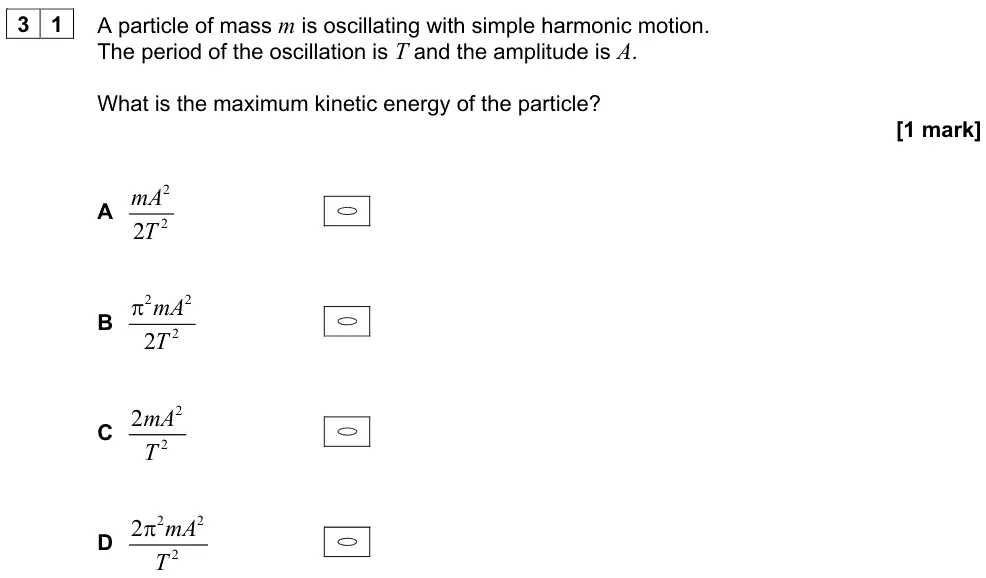 3 1 A particle of mass m is oscillating with simple harmonic motion.
The period of the oscillation is T and the amplitude is A.
What is the maximum kinetic energy of the particle?
[1 mark]
A mA²/2T²
B π²mA²/2T²
C 2mA²/T²
D 2π²mA²/T²